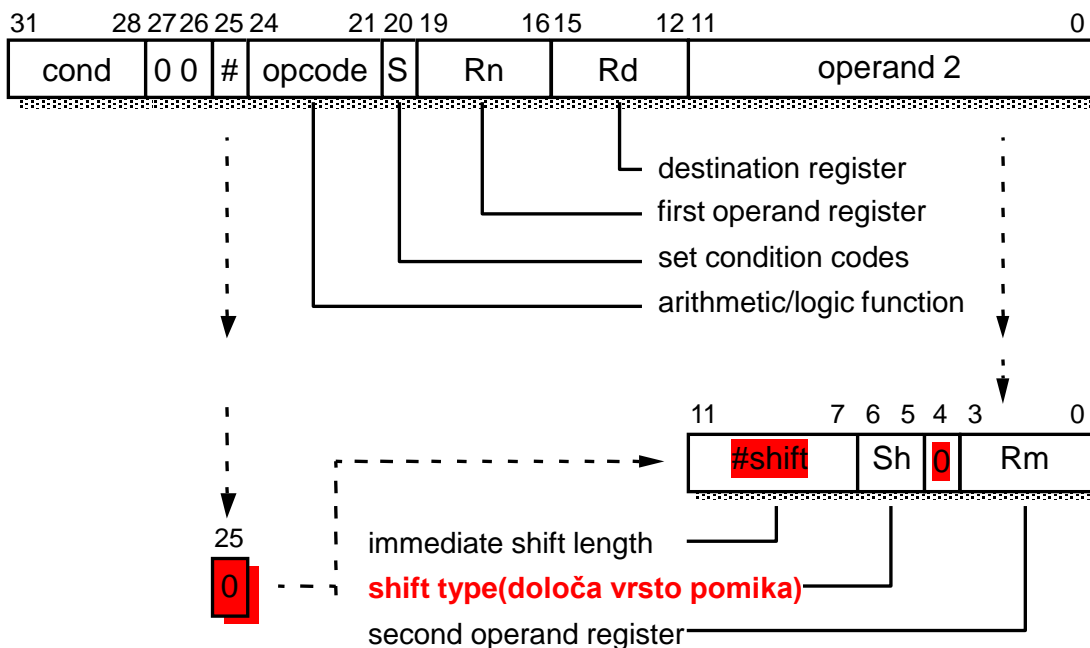 31 28 27 26 25 24 21 20 19 16 15 12 11 0
cond 0 0 # opcode S Rn Rd operand 2
destination register
first operand register
set condition codes
arithmetic/logic function
11 7 6 5 4 3 0
#shift Sh 0 Rm
25
0
immediate shift length
shift type(določa vrsto pomika)
second operand register